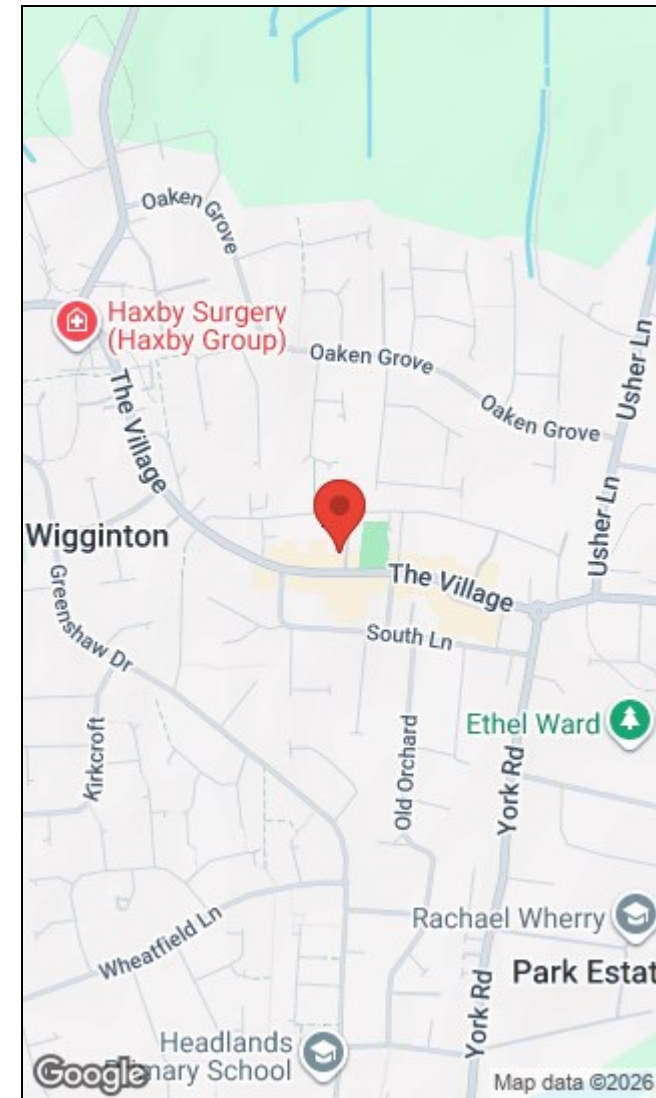 Oaken Grove
Haxby Surgery
(Haxby Group)
Oaken Grove
Oaken Grove
Usher Ln
The Village
Usher Ln
Wigginton
The Village
Greenshaw Dr
South Ln
Ethel Ward
Kirkcroft
Old Orchard
York Rd
Rachael Wherry
Wheatfield Ln
Park Estat
York Rd
Headlands
Primary School
Google
Map data ©2026